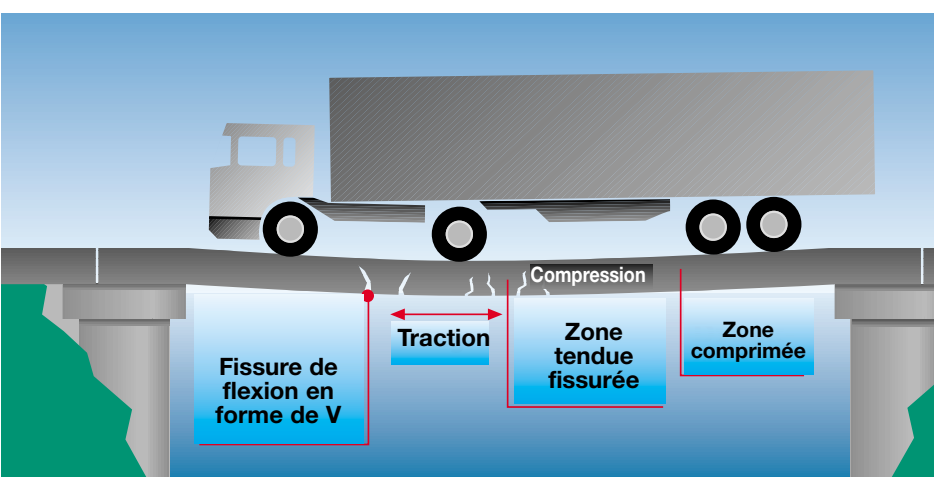 Compression
Fissure de
flexion en
forme de V
Traction
Zone
tendue
fissurée
Zone
comprimée